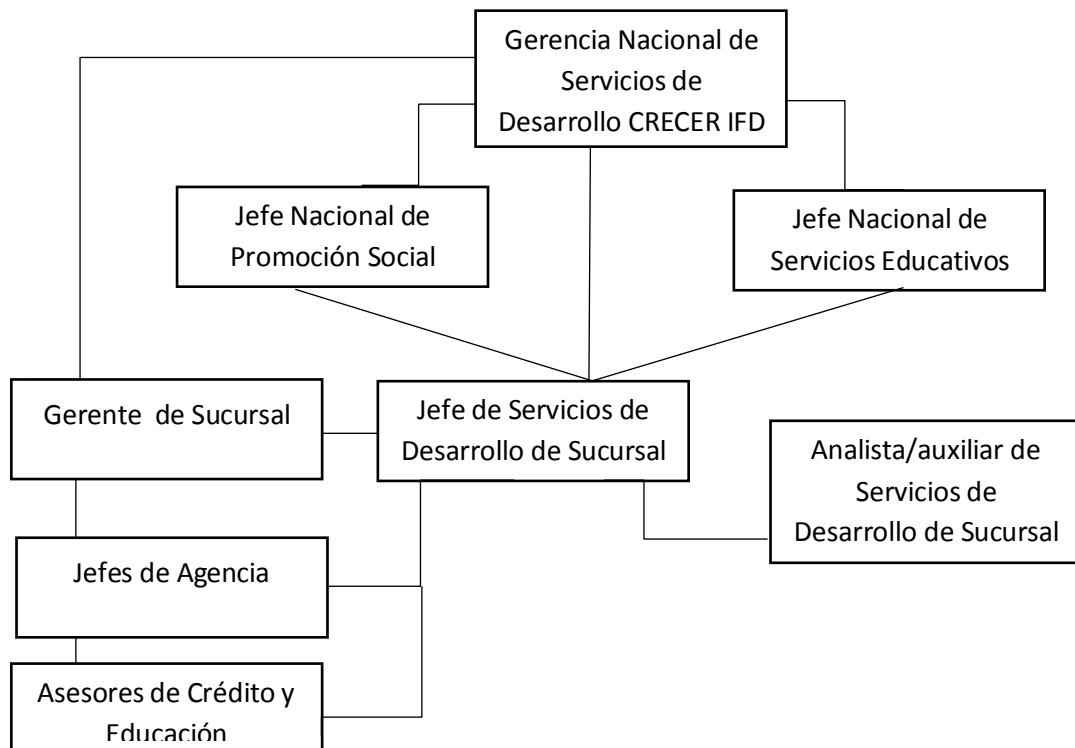 Gerencia Nacional de
Servicios de
Desarrollo CRECER IFD
Jefe Nacional de
Promoción Social
Jefe Nacional de
Servicios Educativos
Gerente de Sucursal
Jefe de Servicios de
Desarrollo de Sucursal
Analista/auxiliar de
Servicios de
Desarrollo de Sucursal
Jefes de Agencia
Asesores de Crédito y
Educación